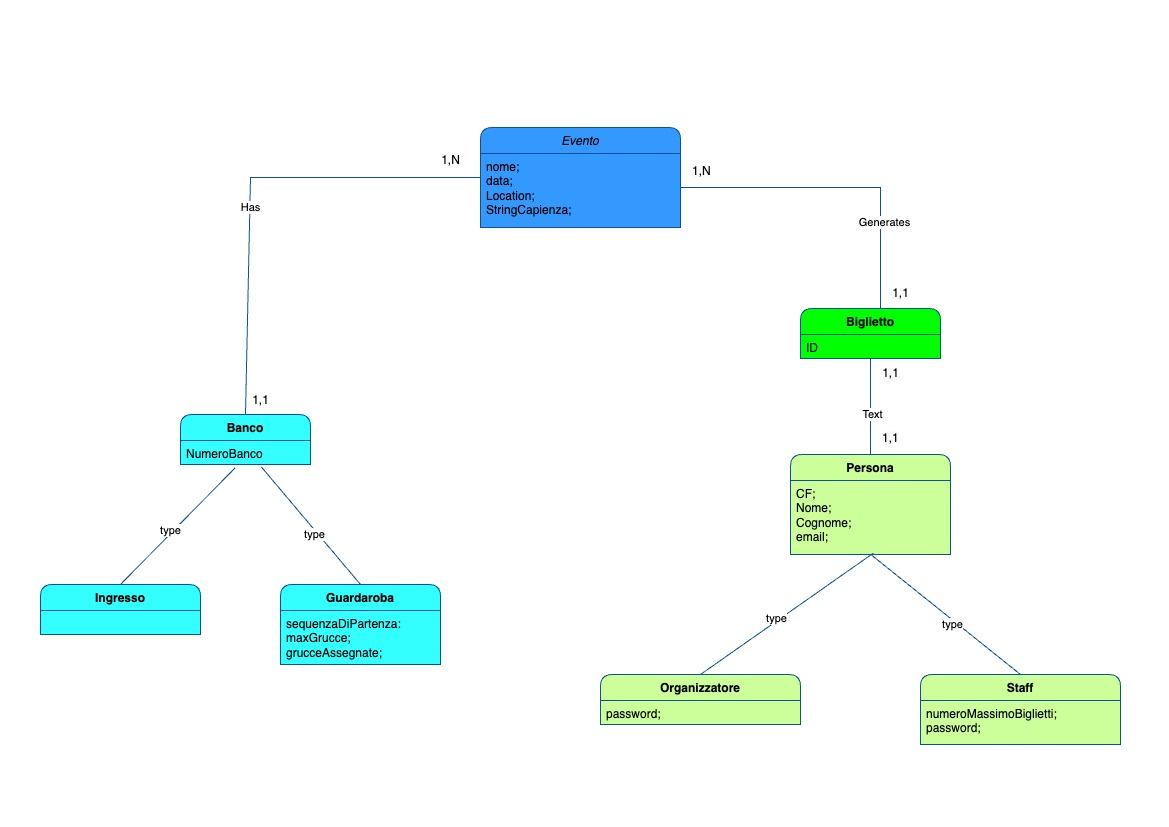 Evento
nome;
data;
Location;
StringCapienza;
1,N
1,N
Has
Generates
1,1
Biglietto
ID
1,1
Text
1,1
1,1
Banco
NumeroBanco
Persona
CF;
Nome;
Cognome;
email;
type
type
Ingresso
Guardaroba
sequenzaDiPartenza:
maxGrucce;
grucceAssegnate;
type
type
Organizzatore
password;
Staff
numeroMassimoBiglietti;
password;